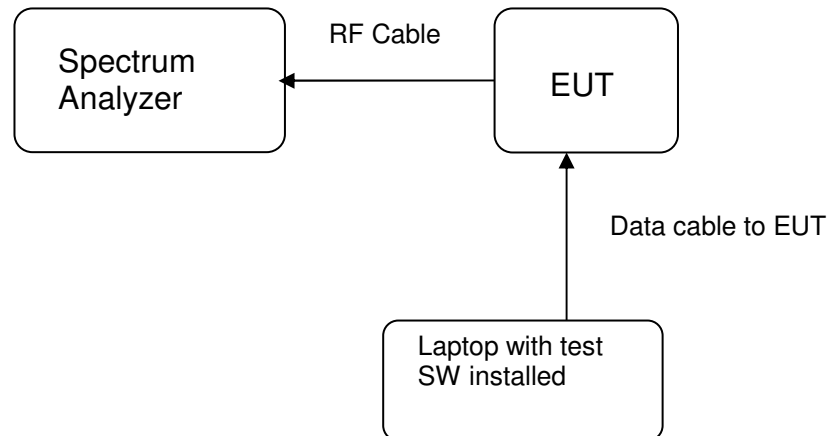 RF Cable
Spectrum
Analyzer
EUT
Data cable to EUT
Laptop with test
SW installed